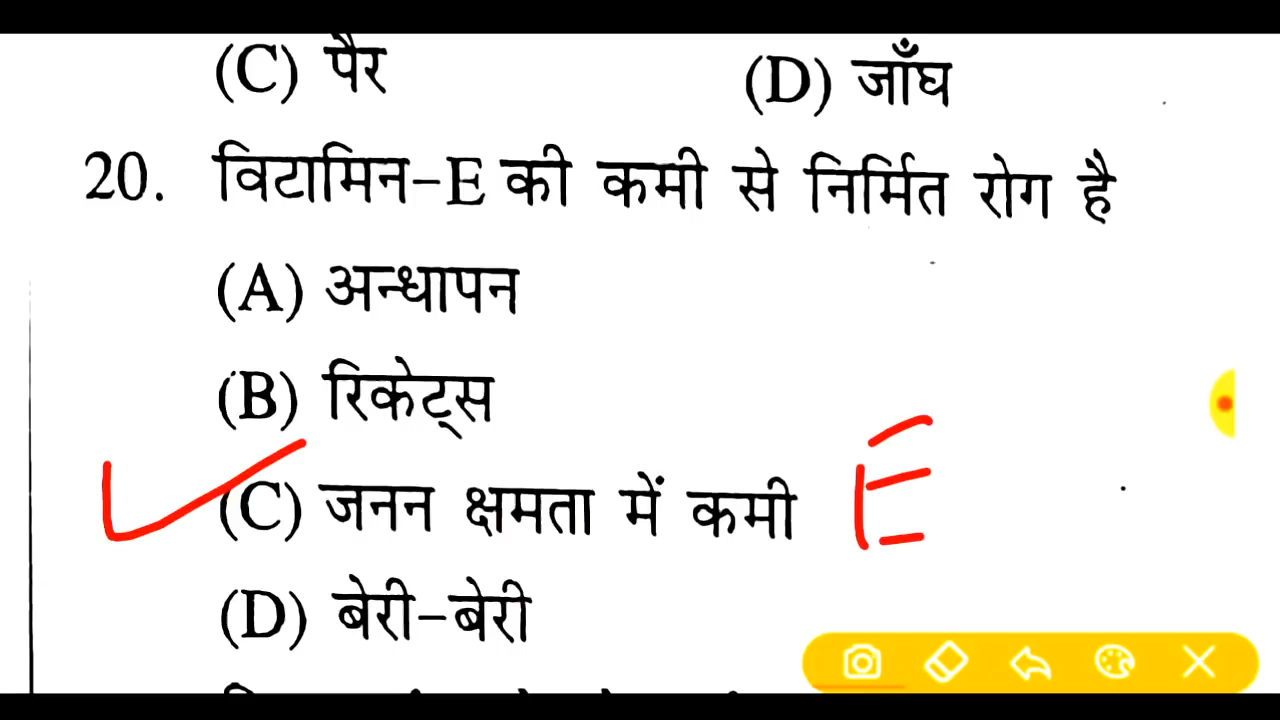 (C) पैर (D) जाँघ
20. विटामिन-E की कमी से निर्मित रोग है
(A) अन्धापन
(B) रिकेट्स
(C) जनन क्षमता में कमी E
(D) बेरी-बेरी